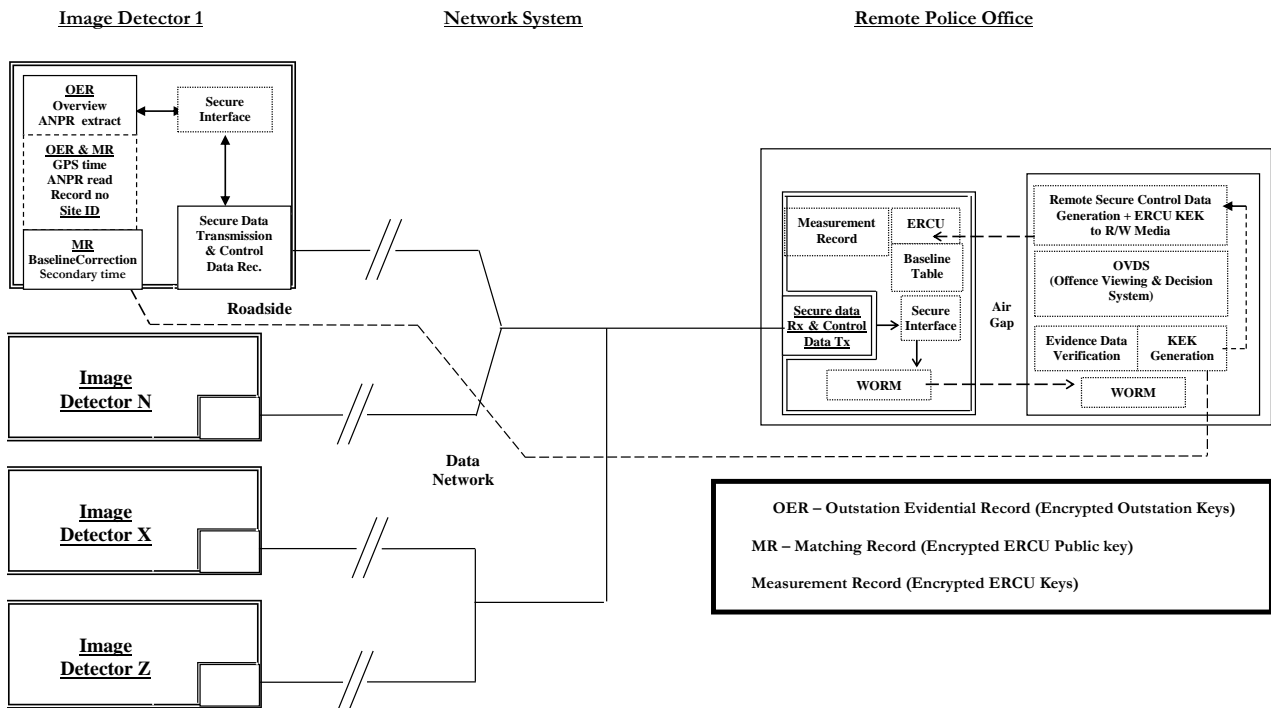 Image Detector 1
Network System
Remote Police Office
OER
Overview
ANPR extract
Secure
Interface
OER & MR
GPS time
ANPR read
Record no
Site ID
MR
BaselineCorrection
Secondary time
Secure Data
Transmission
& Control
Data Rec.
Roadside
Image
Detector N
Image
Detector X
Image
Detector Z
Data
Network
Measurement
Record
ERCU
Baseline
Table
Secure data
Rx & Control
Data Tx
Secure
Interface
WORM
Air
Gap
Remote Secure Control Data
Generation + ERCU KEK
to R/W Media
OVDS
(Offence Viewing & Decision
System)
Evidence Data
Verification
KEK
Generation
WORM
OER – Outstation Evidential Record (Encrypted Outstation Keys)
MR – Matching Record (Encrypted ERCU Public key)
Measurement Record (Encrypted ERCU Keys)